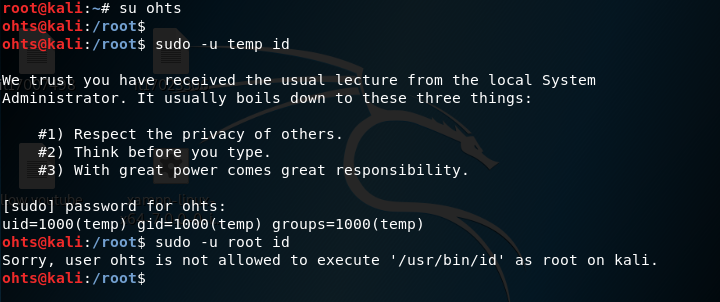 root@kali:~# su ohts
ohts@kali:/root$
ohts@kali:/root$ sudo -u temp id
We trust you have received the usual lecture from the local System
Administrator. It usually boils down to these three things:
#1) Respect the privacy of others.
#2) Think before you type.
#3) With great power comes great responsibility.
[sudo] password for ohts:
uid=1000(temp) gid=1000(temp) groups=1000(temp)
ohts@kali:/root$ sudo -u root id
Sorry, user ohts is not allowed to execute '/usr/bin/id' as root on kali.
ohts@kali:/root$